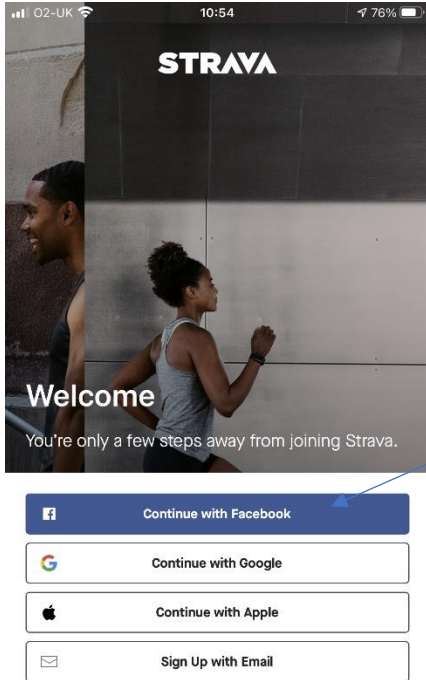 O2-UK 10:54 76%
STRAVA
Welcome
You're only a few steps away from joining Strava.
Continue with Facebook
Continue with Google
Continue with Apple
Sign Up with Email